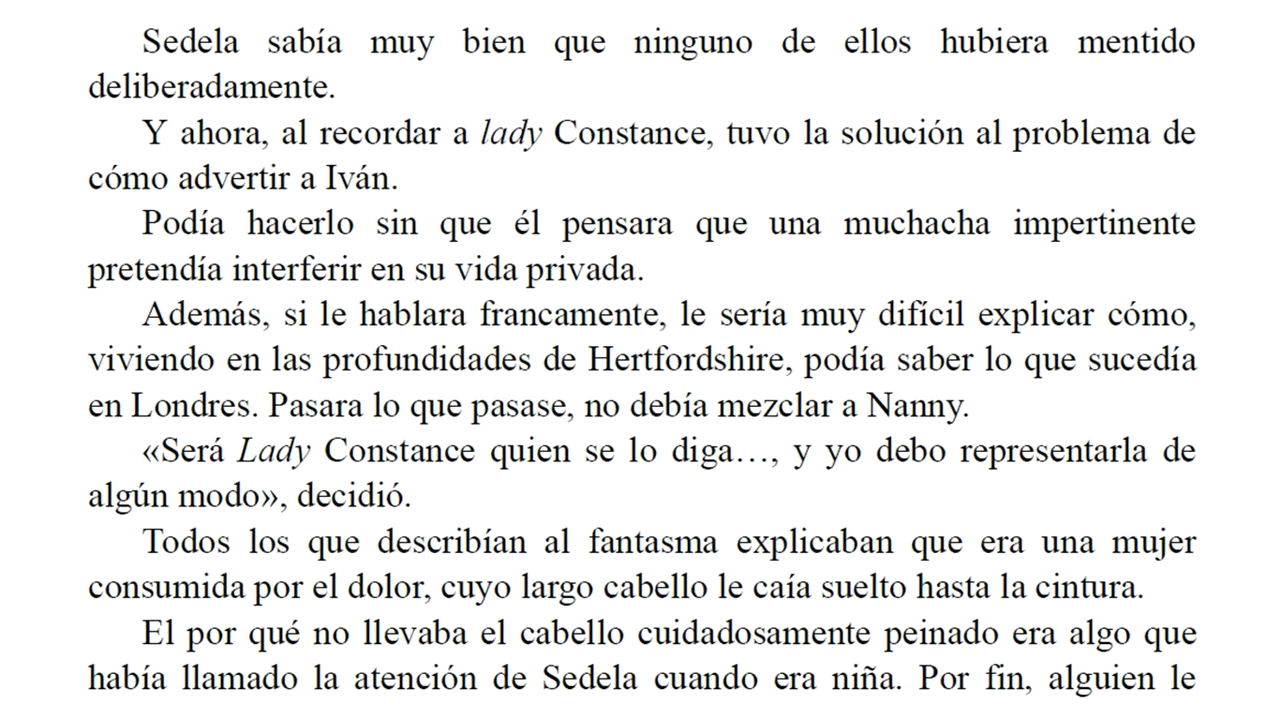 Sedela sabía muy bien que ninguno de ellos hubiera mentido
deliberadamente.
Y ahora, al recordar a lady Constance, tuvo la solución al problema de
cómo advertir a Iván.
Podía hacerlo sin que él pensara que una muchacha impertinente
pretendía interferir en su vida privada.
Además, si le hablara francamente, le sería muy difícil explicar cómo,
viviendo en las profundidades de Hertfordshire, podía saber lo que sucedía
en Londres. Pasara lo que pasase, no debía mezclar a Nanny.
«Será Lady Constance quien se lo diga…, y yo debo representarla de
algún modo», decidió.
Todos los que describían al fantasma explicaban que era una mujer
consumida por el dolor, cuyo largo cabello le caía suelto hasta la cintura.
El por qué no llevaba el cabello cuidadosamente peinado era algo que
había llamado la atención de Sedela cuando era niña. Por fin, alguien le